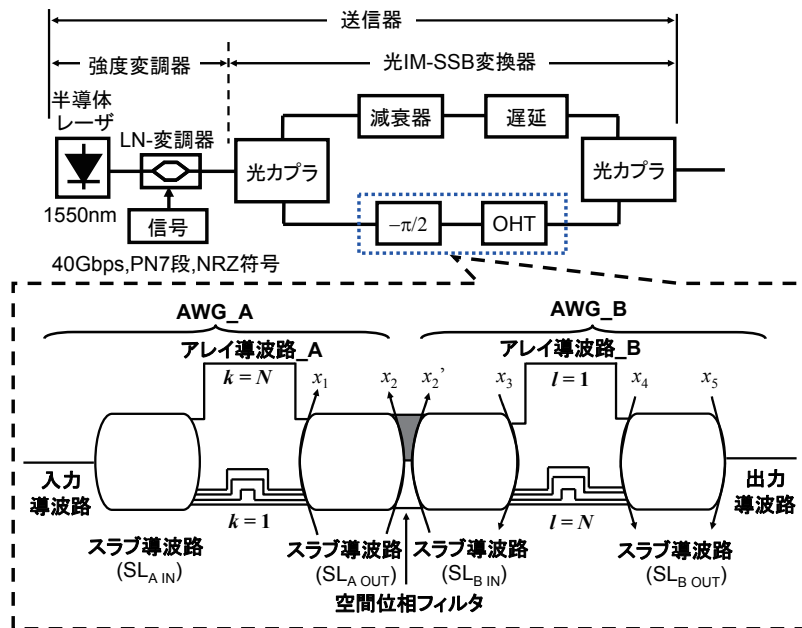 送信器
強度変調器
光IM-SSB変換器
半導体
レーザ
LN-変調器
減衰器
遅延
光カプラ
光カプラ
1550nm
信号
−π/2
OHT
40Gbps,PN7段,NRZ符号
AWG_A
AWG_B
アレイ導波路_A
アレイ導波路_B
k = N
x1
x2
x2’
x3
l = 1
x4
x5
入力
導波路
出力
導波路
k = 1
l = N
スラブ導波路
(SLA IN)
スラブ導波路
(SLA OUT)
スラブ導波路
(SLB IN)
スラブ導波路
(SLB OUT)
空間位相フィルタ